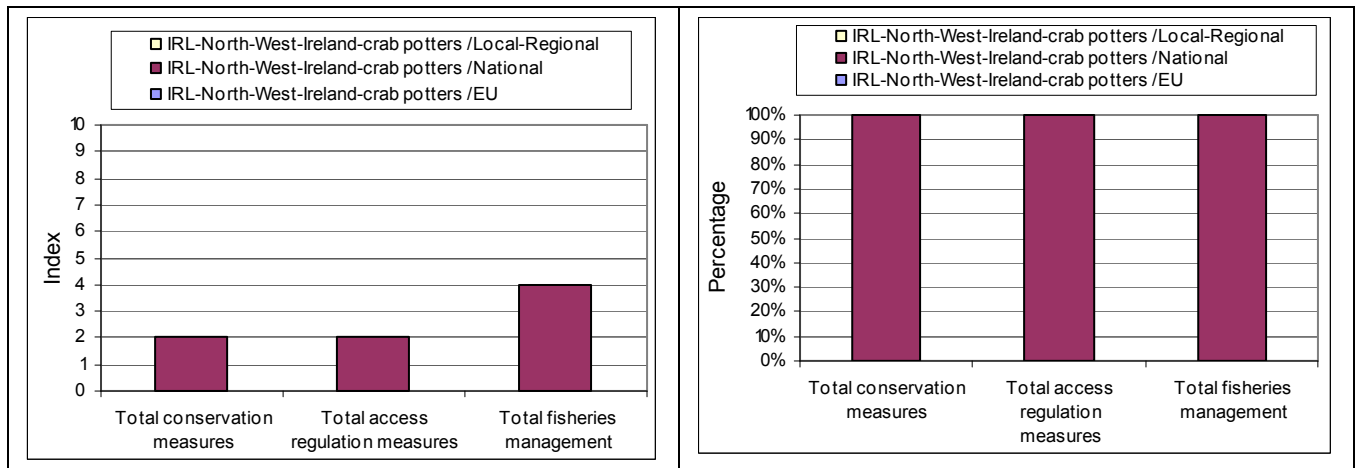 IRL-North-West-Ireland-crab potters /Local-Regional
IRL-North-West-Ireland-crab potters /National
IRL-North-West-Ireland-crab potters /EU
10
9
8
7
6
5
4
3
2
1
0
Index
Total conservation
measures
Total access
regulation measures
Total fisheries
management
IRL-North-West-Ireland-crab potters /Local-Regional
IRL-North-West-Ireland-crab potters /National
IRL-North-West-Ireland-crab potters /EU
100%
90%
80%
70%
60%
50%
40%
30%
20%
10%
0%
Percentage
Total conservation
measures
Total access
regulation
measures
Total fisheries
management